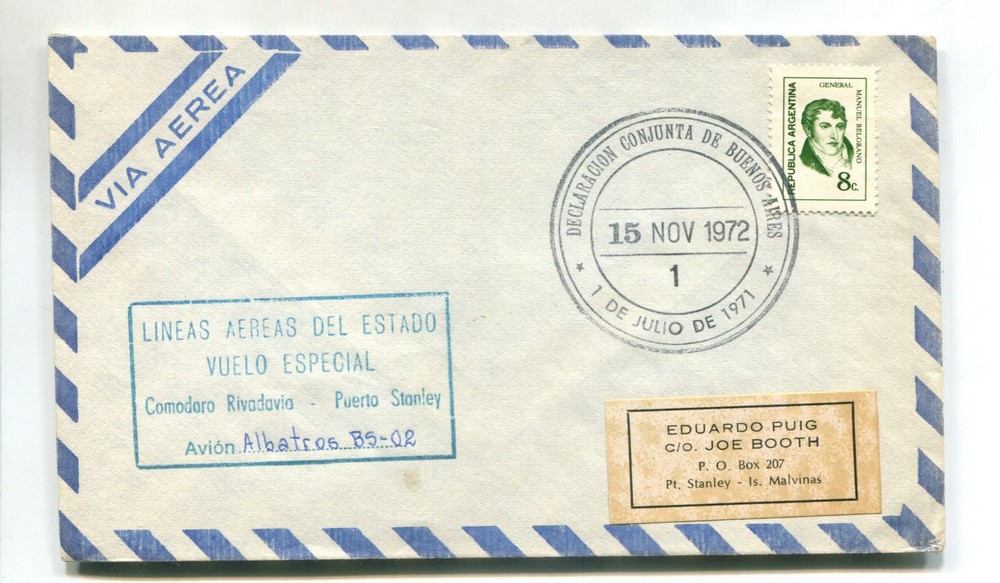 VIA AEREA
GENERAL
MANUEL BELGRANO
REPUBLICA ARGENTINA
8c.
DECLARACION CONJUNTA DE BUENOS AIRES
15 NOV 1972
1
* 1 DE JULIO DE 1971 *
LINEAS AEREAS DEL ESTADO
VUELO ESPECIAL
Comodoro Rivadavia - Puerto Stanley
Avión Albatros BS-02
EDUARDO PUIG
C/O. JOE BOOTH
P. O. Box 207
Pt. Stanley - Is. Malvinas